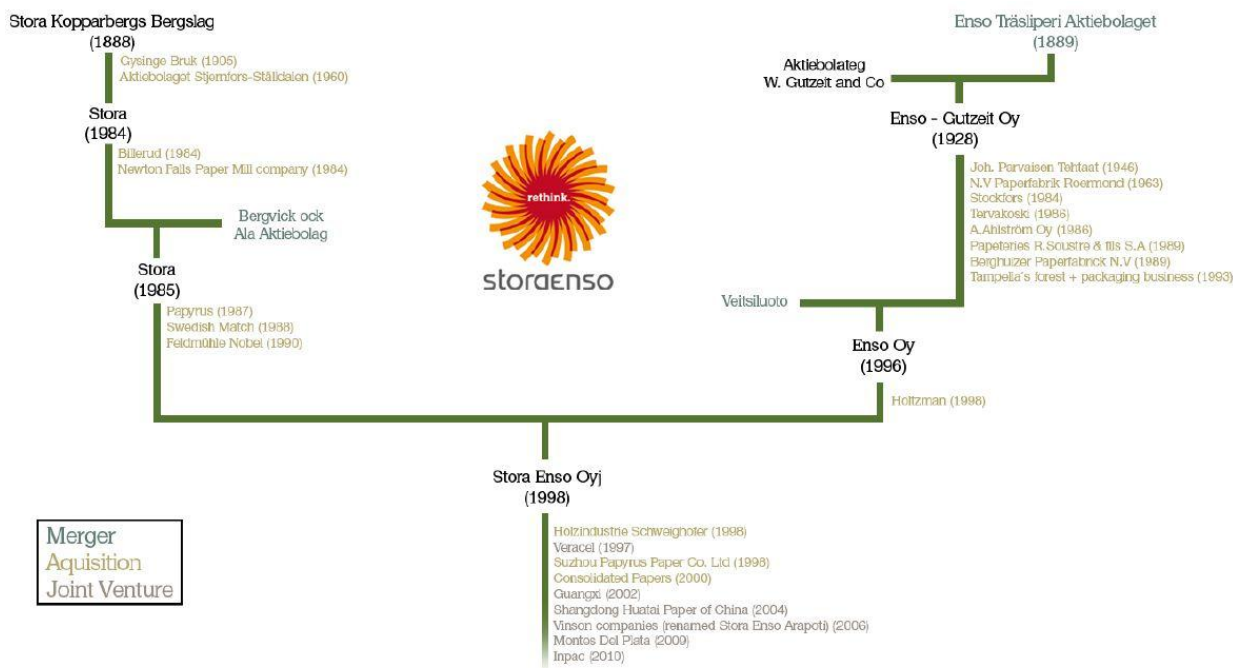 Stora Kopparbergs Bergslag
(1888)
Gysinge Bruk (1905)
Aktiebolaget Stjernfors-Ställdalen (1960)
Stora
(1984)
Billerud (1984)
Newton Falls Paper Mill company (1984)
Bergvick ock
Ala Aktiebolag
Stora
(1985)
Papyrus (1987)
Swedish Match (1988)
Feldmühle Nobel (1990)
rethink.
storaenso
Enso Träsliperi Aktiebolaget
(1889)
Aktiebolateg
W. Gutzeit and Co
Enso - Gutzeit Oy
(1928)
Joh. Parvaisen Tehtaat (1946)
N.V Paperfabrik Roermond (1963)
Stockfors (1984)
Tervakoski (1986)
A.Ahlström Oy (1986)
Papeteries R.Soustre & fils S.A (1989)
Berghuizer Paperfabrick N.V (1989)
Tampella's forest + packaging business (1993)
Veitsiluoto
Enso Oy
(1996)
Holtzman (1998)
Stora Enso Oyj
(1998)
Holzindustrie Schweighofer (1998)
Veracel (1997)
Suzhou Papyrus Paper Co. Ltd (1998)
Consolidated Papers (2000)
Guangxi (2002)
Shangdong Huatai Paper of China (2004)
Vinson companies (renamed Stora Enso Arapoti) (2006)
Montos Del Plata (2009)
Inpac (2010)
Merger
Aquisition
Joint Venture